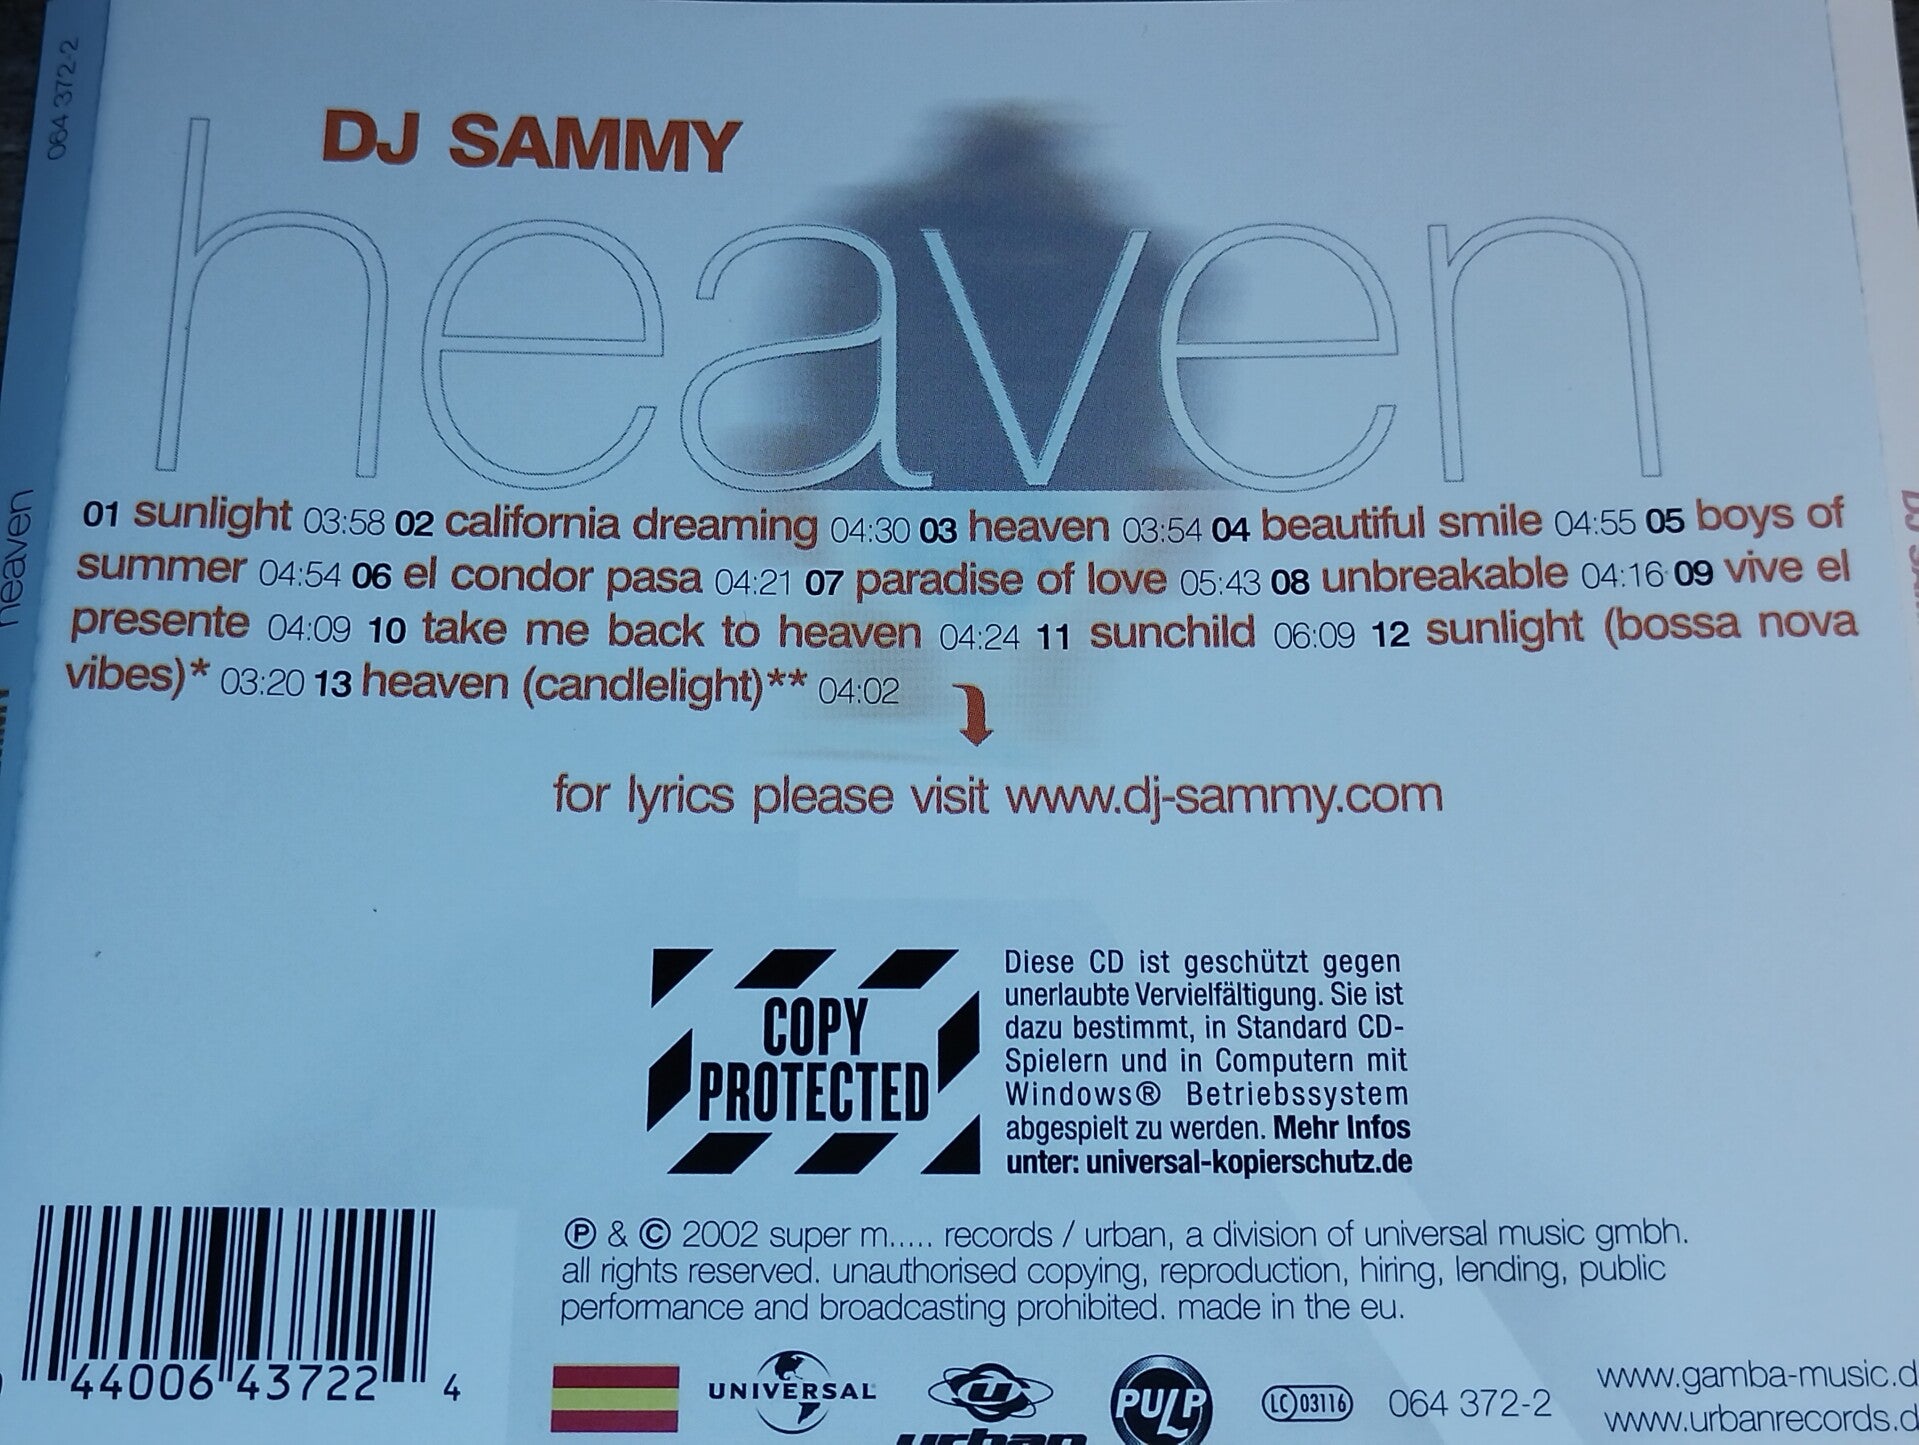 064 372-2
DJ SAMMY
heaven
heaven
01 sunlight 03:58 02 california dreaming 04:30 03 heaven 03:54 04 beautiful smile 04:55 05 boys of
summer 04:54 06 el condor pasa 04:21 07 paradise of love 05:43 08 unbreakable 04:16 09 vive el
presente 04:09 10 take me back to heaven 04:24 11 sunchild 06:09 12 sunlight (bossa nova
vibes)* 03:20 13 heaven (candlelight)** 04:02
for lyrics please visit www.dj-sammy.com
COPY
PROTECTED
Diese CD ist geschützt gegen
unerlaubte Vervielfältigung. Sie ist
dazu bestimmt, in Standard CD-
Spielern und in Computern mit
Windows® Betriebssystem
abgespielt zu werden. Mehr Infos
unter: universal-kopierschutz.de
℗ & © 2002 super m..... records / urban, a division of universal music gmbh.
all rights reserved. unauthorised copying, reproduction, hiring, lending, public
performance and broadcasting prohibited. made in the eu.
44006 43722 4
UNIVERSAL
u
urban
PULP
LC 03116
064 372-2
www.gamba-music.d
www.urbanrecords.d